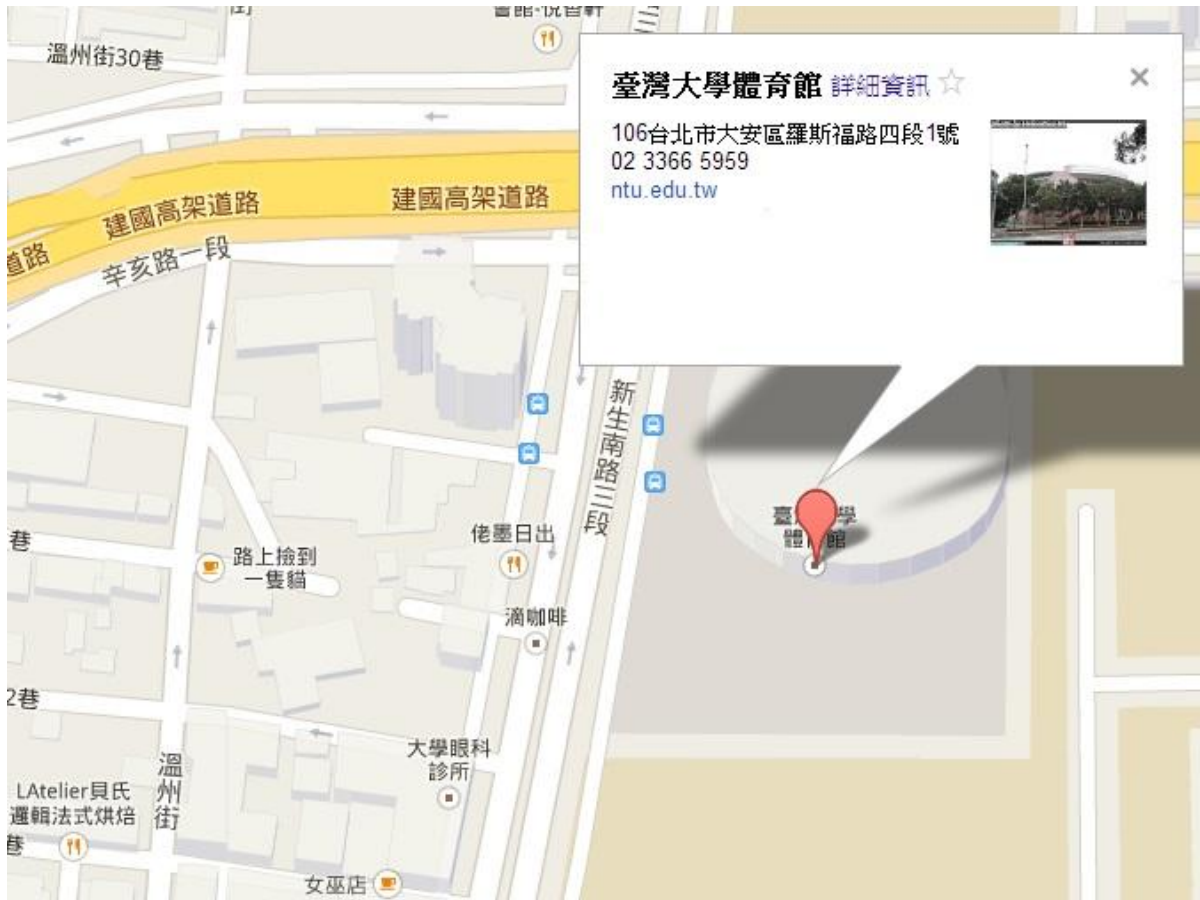 溫州街30巷
臺灣大學體育館 詳細資訊
106台北市大安區羅斯福路四段1號
02 3366 5959
ntu.edu.tw
建國高架道路
建國高架道路
道路
辛亥路一段
新生南路三段
佬墨日出
路上撿到
一隻貓
巷
滴咖啡
2巷
大學眼科
診所
溫州街
LAtelier貝氏
邏輯法式烘焙
巷
女巫店